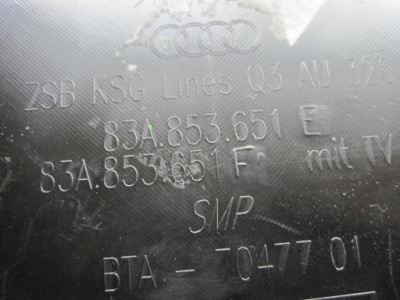 ZSB KSG Lines Q3 AU 326
83A.853.651 E
83A.853.651 F mit TV
SMP
BTA. - 70477 01